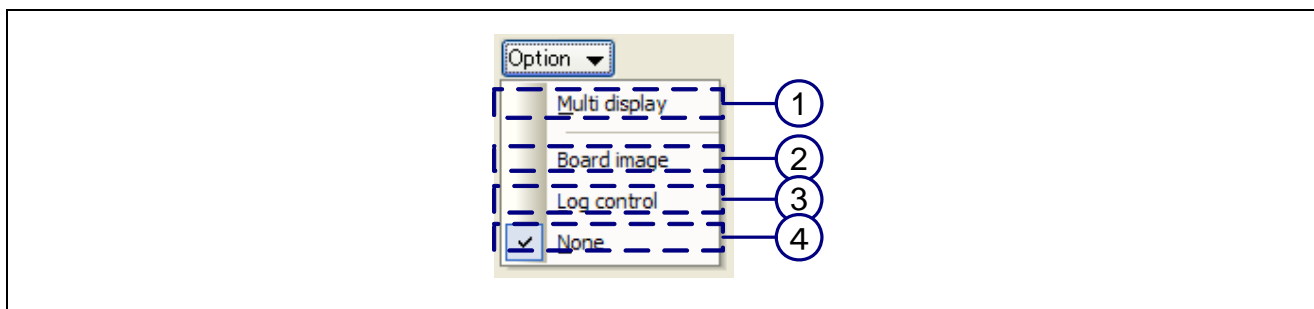 Option ▼
Multi display 1
Board image 2
Log control 3
None 4